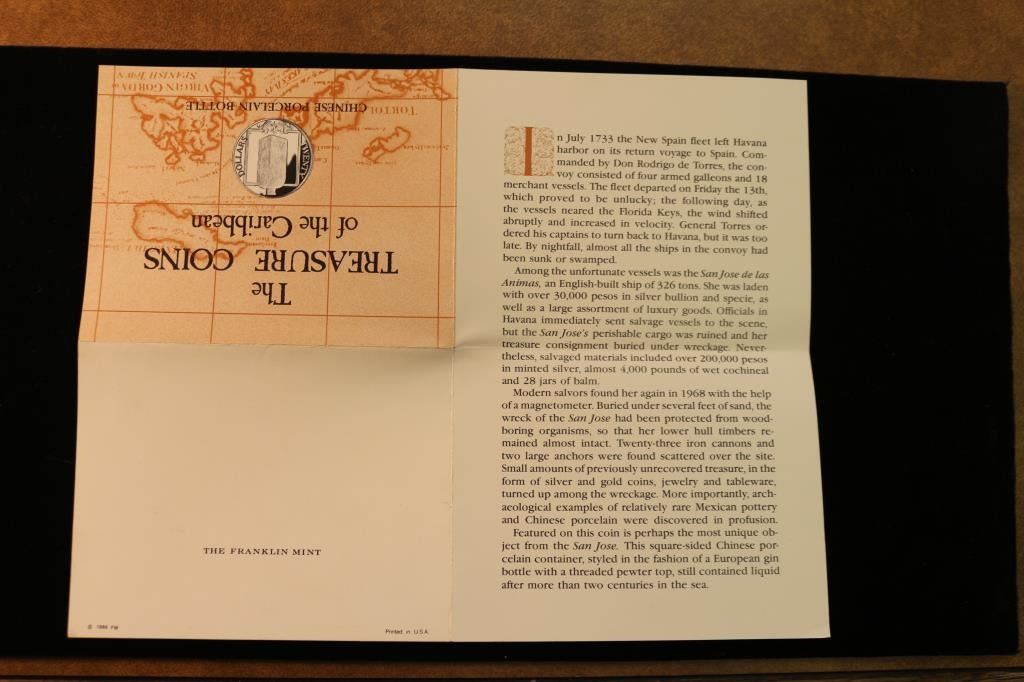 The
TREASURE COINS
of the Caribbean
DOLLARS TWENTY
CHINESE PORCELAIN BOTTLE
VIRGIN GORDA or
SPANISH TOWN
TORTOL
THE FRANKLIN MINT
Printed in U.S.A.
In July 1733 the New Spain fleet left Havana
harbor on its return voyage to Spain. Com-
manded by Don Rodrigo de Torres, the con-
voy consisted of four armed galleons and 18
merchant vessels. The fleet departed on Friday the 13th,
which proved to be unlucky; the following day, as
the vessels neared the Florida Keys, the wind shifted
abruptly and increased in velocity. General Torres or-
dered his captains to turn back to Havana, but it was too
late. By nightfall, almost all the ships in the convoy had
been sunk or swamped.
Among the unfortunate vessels was the San Jose de las
Animas, an English-built ship of 326 tons. She was laden
with over 30,000 pesos in silver bullion and specie, as
well as a large assortment of luxury goods. Officials in
Havana immediately sent salvage vessels to the scene,
but the San Jose's perishable cargo was ruined and her
treasure consignment buried under wreckage. Never-
theless, salvaged materials included over 200,000 pesos
in minted silver, almost 4,000 pounds of wet cochineal
and 28 jars of balm.
Modern salvors found her again in 1968 with the help
of a magnetometer. Buried under several feet of sand, the
wreck of the San Jose had been protected from wood-
boring organisms, so that her lower hull timbers re-
mained almost intact. Twenty-three iron cannons and
two large anchors were found scattered over the site.
Small amounts of previously unrecovered treasure, in the
form of silver and gold coins, jewelry and tableware,
turned up among the wreckage. More importantly, arch-
aeological examples of relatively rare Mexican pottery
and Chinese porcelain were discovered in profusion.
Featured on this coin is perhaps the most unique ob-
ject from the San Jose. This square-sided Chinese por-
celain container, styled in the fashion of a European gin
bottle with a threaded pewter top, still contained liquid
after more than two centuries in the sea.